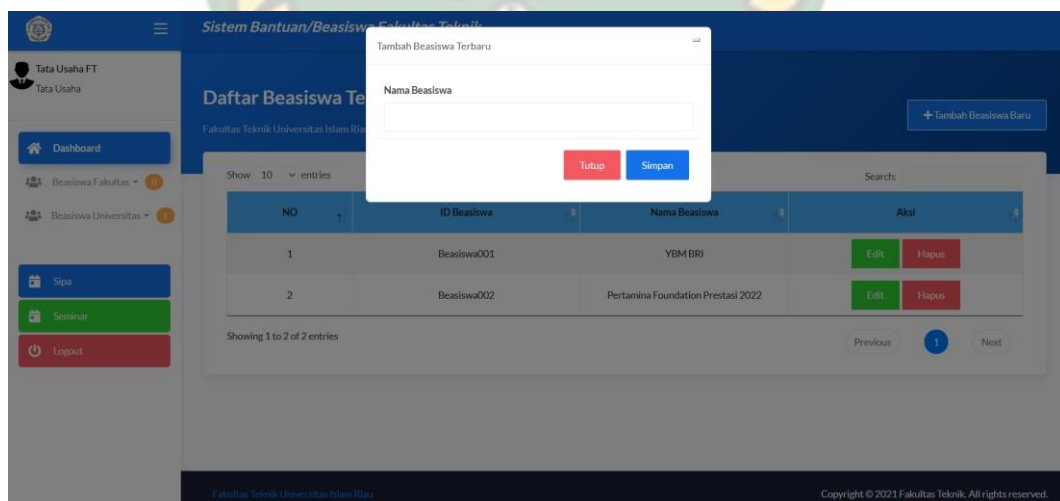 Sistem Bantuan/Beasiswa Fakultas Teknik
Tata Usaha FT
Tata Usaha
Dashboard
Beasiswa Fakultas 0
Beasiswa Universitas 1
Sipa
Seminar
Logout
Tambah Beasiswa Terbaru
Nama Beasiswa
Tutup Simpan
Daftar Beasiswa Te
Fakultas Teknik Universitas Islam Ria
+ Tambah Beasiswa Baru
Show 10 entries Search:
NO ID Beasiswa Nama Beasiswa Aksi
1 Beasiswa001 YBM BRI Edit Hapus
2 Beasiswa002 Pertamina Foundation Prestasi 2022 Edit Hapus
Showing 1 to 2 of 2 entries Previous 1 Next
Fakultas Teknik Universitas Islam Riau Copyright © 2021 Fakultas Teknik. All rights reserved.